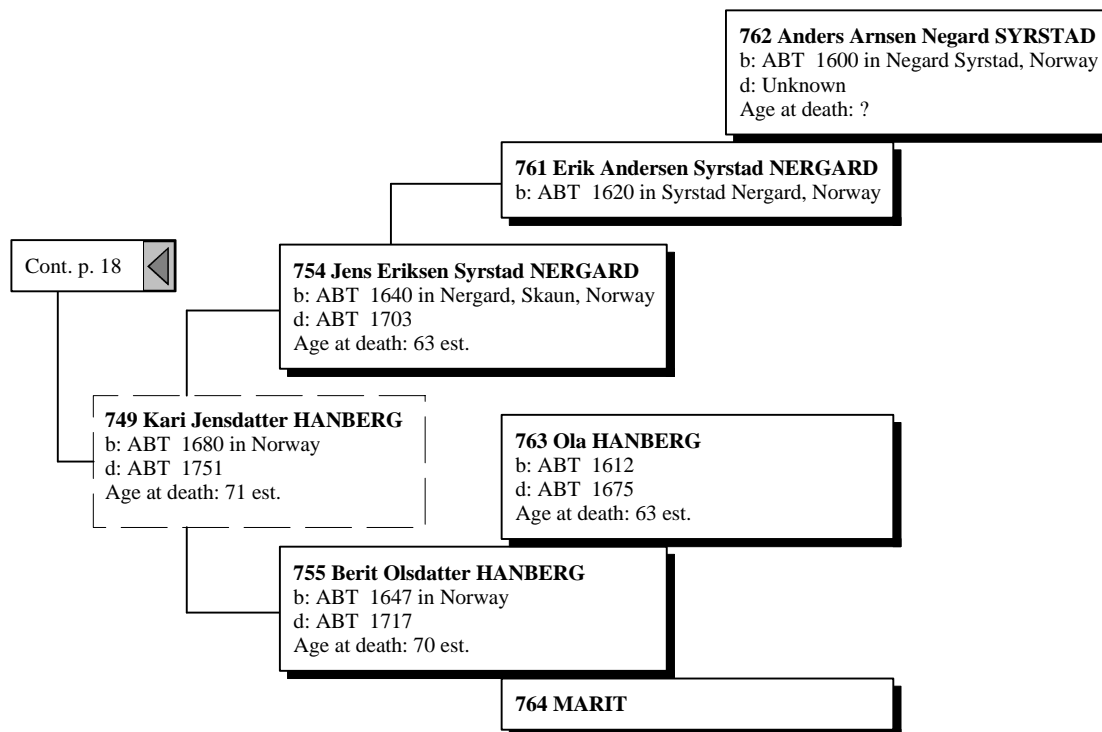 762 Anders Arnsen Negard SYRSTAD
b: ABT 1600 in Negard Syrstad, Norway
d: Unknown
Age at death: ?
761 Erik Andersen Syrstad NERGARD
b: ABT 1620 in Syrstad Nergard, Norway
Cont. p. 18
754 Jens Eriksen Syrstad NERGARD
b: ABT 1640 in Nergard, Skaun, Norway
d: ABT 1703
Age at death: 63 est.
749 Kari Jensdatter HANBERG
b: ABT 1680 in Norway
d: ABT 1751
Age at death: 71 est.
763 Ola HANBERG
b: ABT 1612
d: ABT 1675
Age at death: 63 est.
755 Berit Olsdatter HANBERG
b: ABT 1647 in Norway
d: ABT 1717
Age at death: 70 est.
764 MARIT